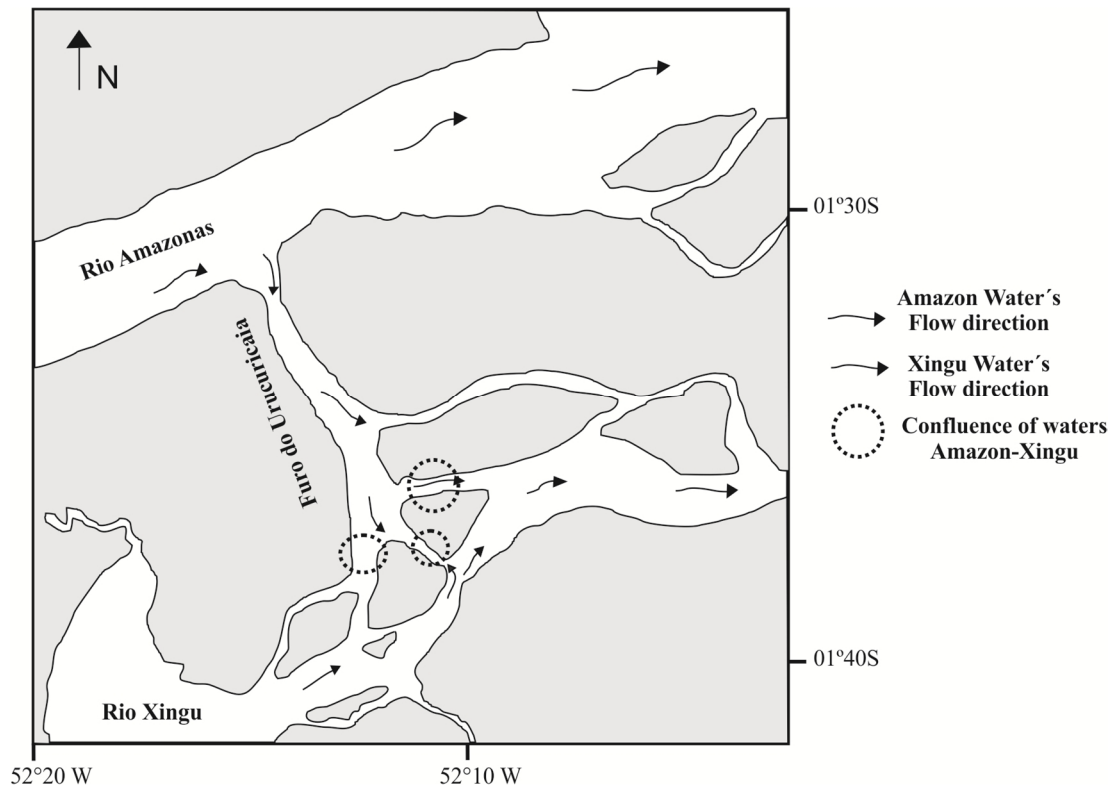 N
01º30S
Rio Amazonas
Amazon Water´s
Flow direction
Xingu Water´s
Flow direction
Furo do Urucuricaia
Confluence of waters
Amazon-Xingu
01º40S
Rio Xingu
52°20 W
52°10 W